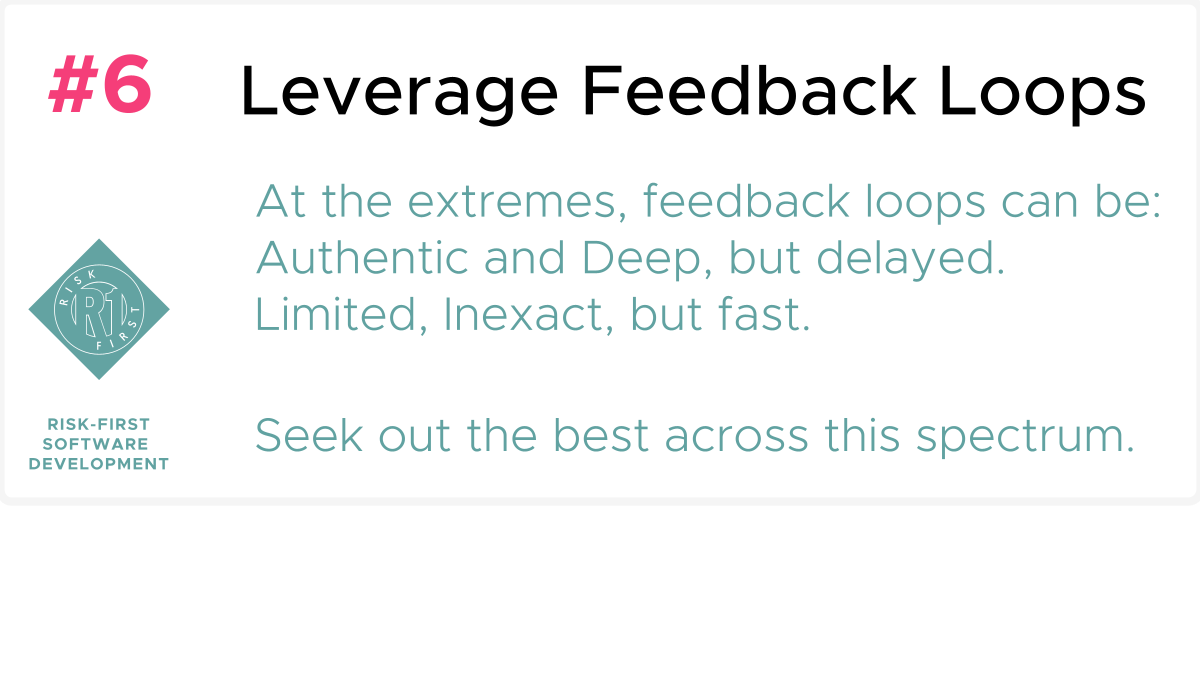 #6 Leverage Feedback Loops
At the extremes, feedback loops can be:
Authentic and Deep, but delayed.
Limited, Inexact, but fast.
Seek out the best across this spectrum.
RISK
R1
FIRST
RISK-FIRST
SOFTWARE
DEVELOPMENT